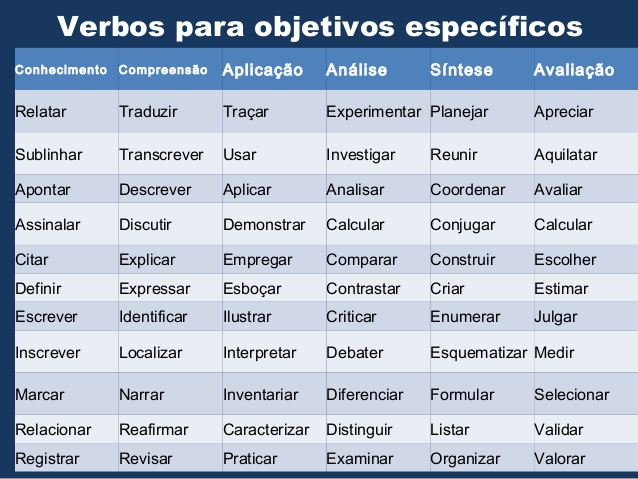 Verbos para objetivos específicos
Conhecimento Compreensão Aplicação Análise Síntese Avaliação
Relatar Traduzir Traçar Experimentar Planejar Apreciar
Sublinhar Transcrever Usar Investigar Reunir Aquilatar
Apontar Descrever Aplicar Analisar Coordenar Avaliar
Assinalar Discutir Demonstrar Calcular Conjugar Calcular
Citar Explicar Empregar Comparar Construir Escolher
Definir Expressar Esboçar Contrastar Criar Estimar
Escrever Identificar Ilustrar Criticar Enumerar Julgar
Inscrever Localizar Interpretar Debater Esquematizar Medir
Marcar Narrar Inventariar Diferenciar Formular Selecionar
Relacionar Reafirmar Caracterizar Distinguir Listar Validar
Registrar Revisar Praticar Examinar Organizar Valorar